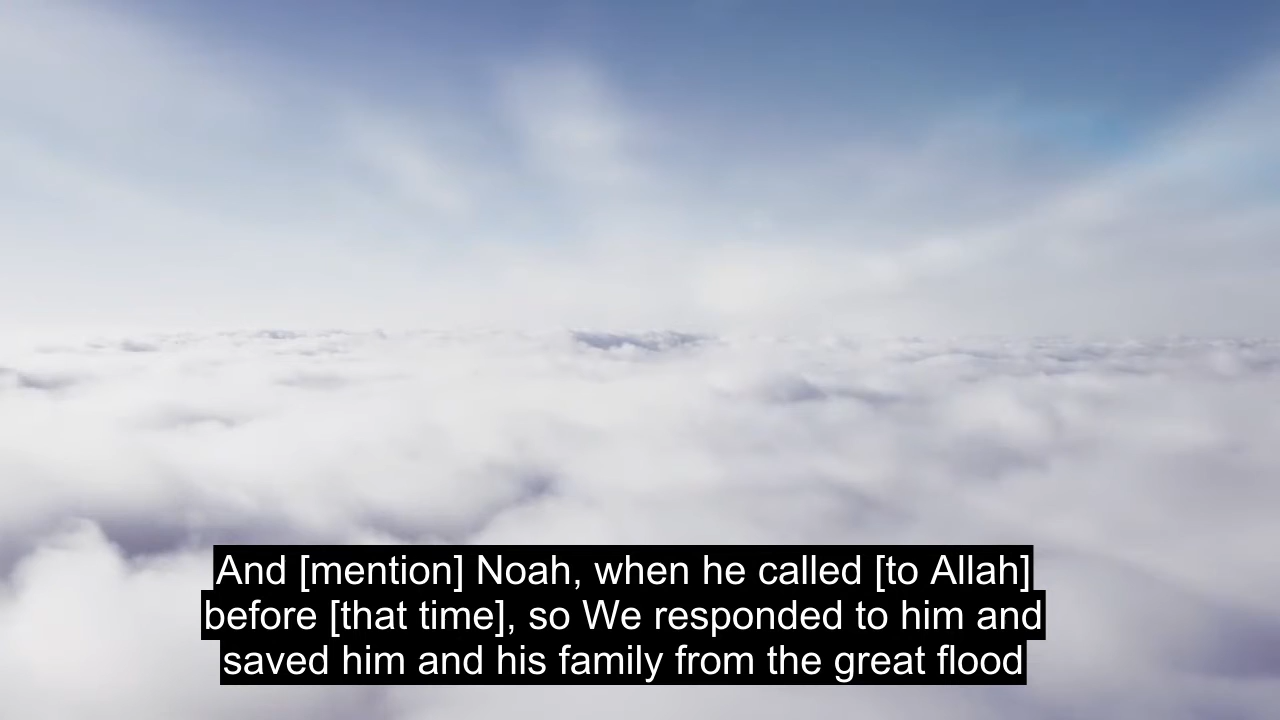 And [mention] Noah, when he called [to Allah]
before [that time], so We responded to him and
saved him and his family from the great flood